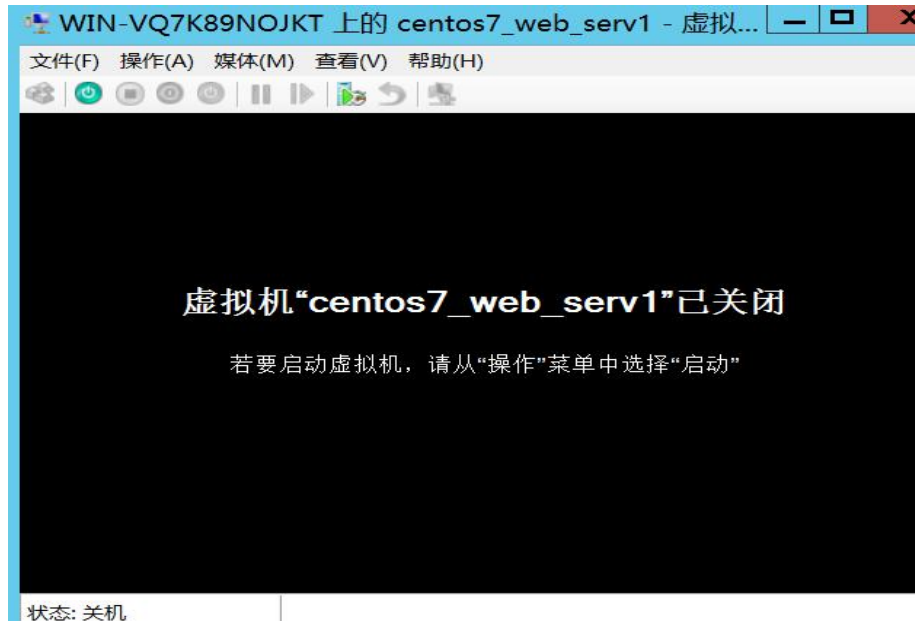 WIN-VQ7K89NOJKT 上的 centos7_web_serv1 - 虚拟...
文件(F) 操作(A) 媒体(M) 查看(V) 帮助(H)
虚拟机“centos7_web_serv1”已关闭
若要启动虚拟机，请从“操作”菜单中选择“启动”
状态: 关机